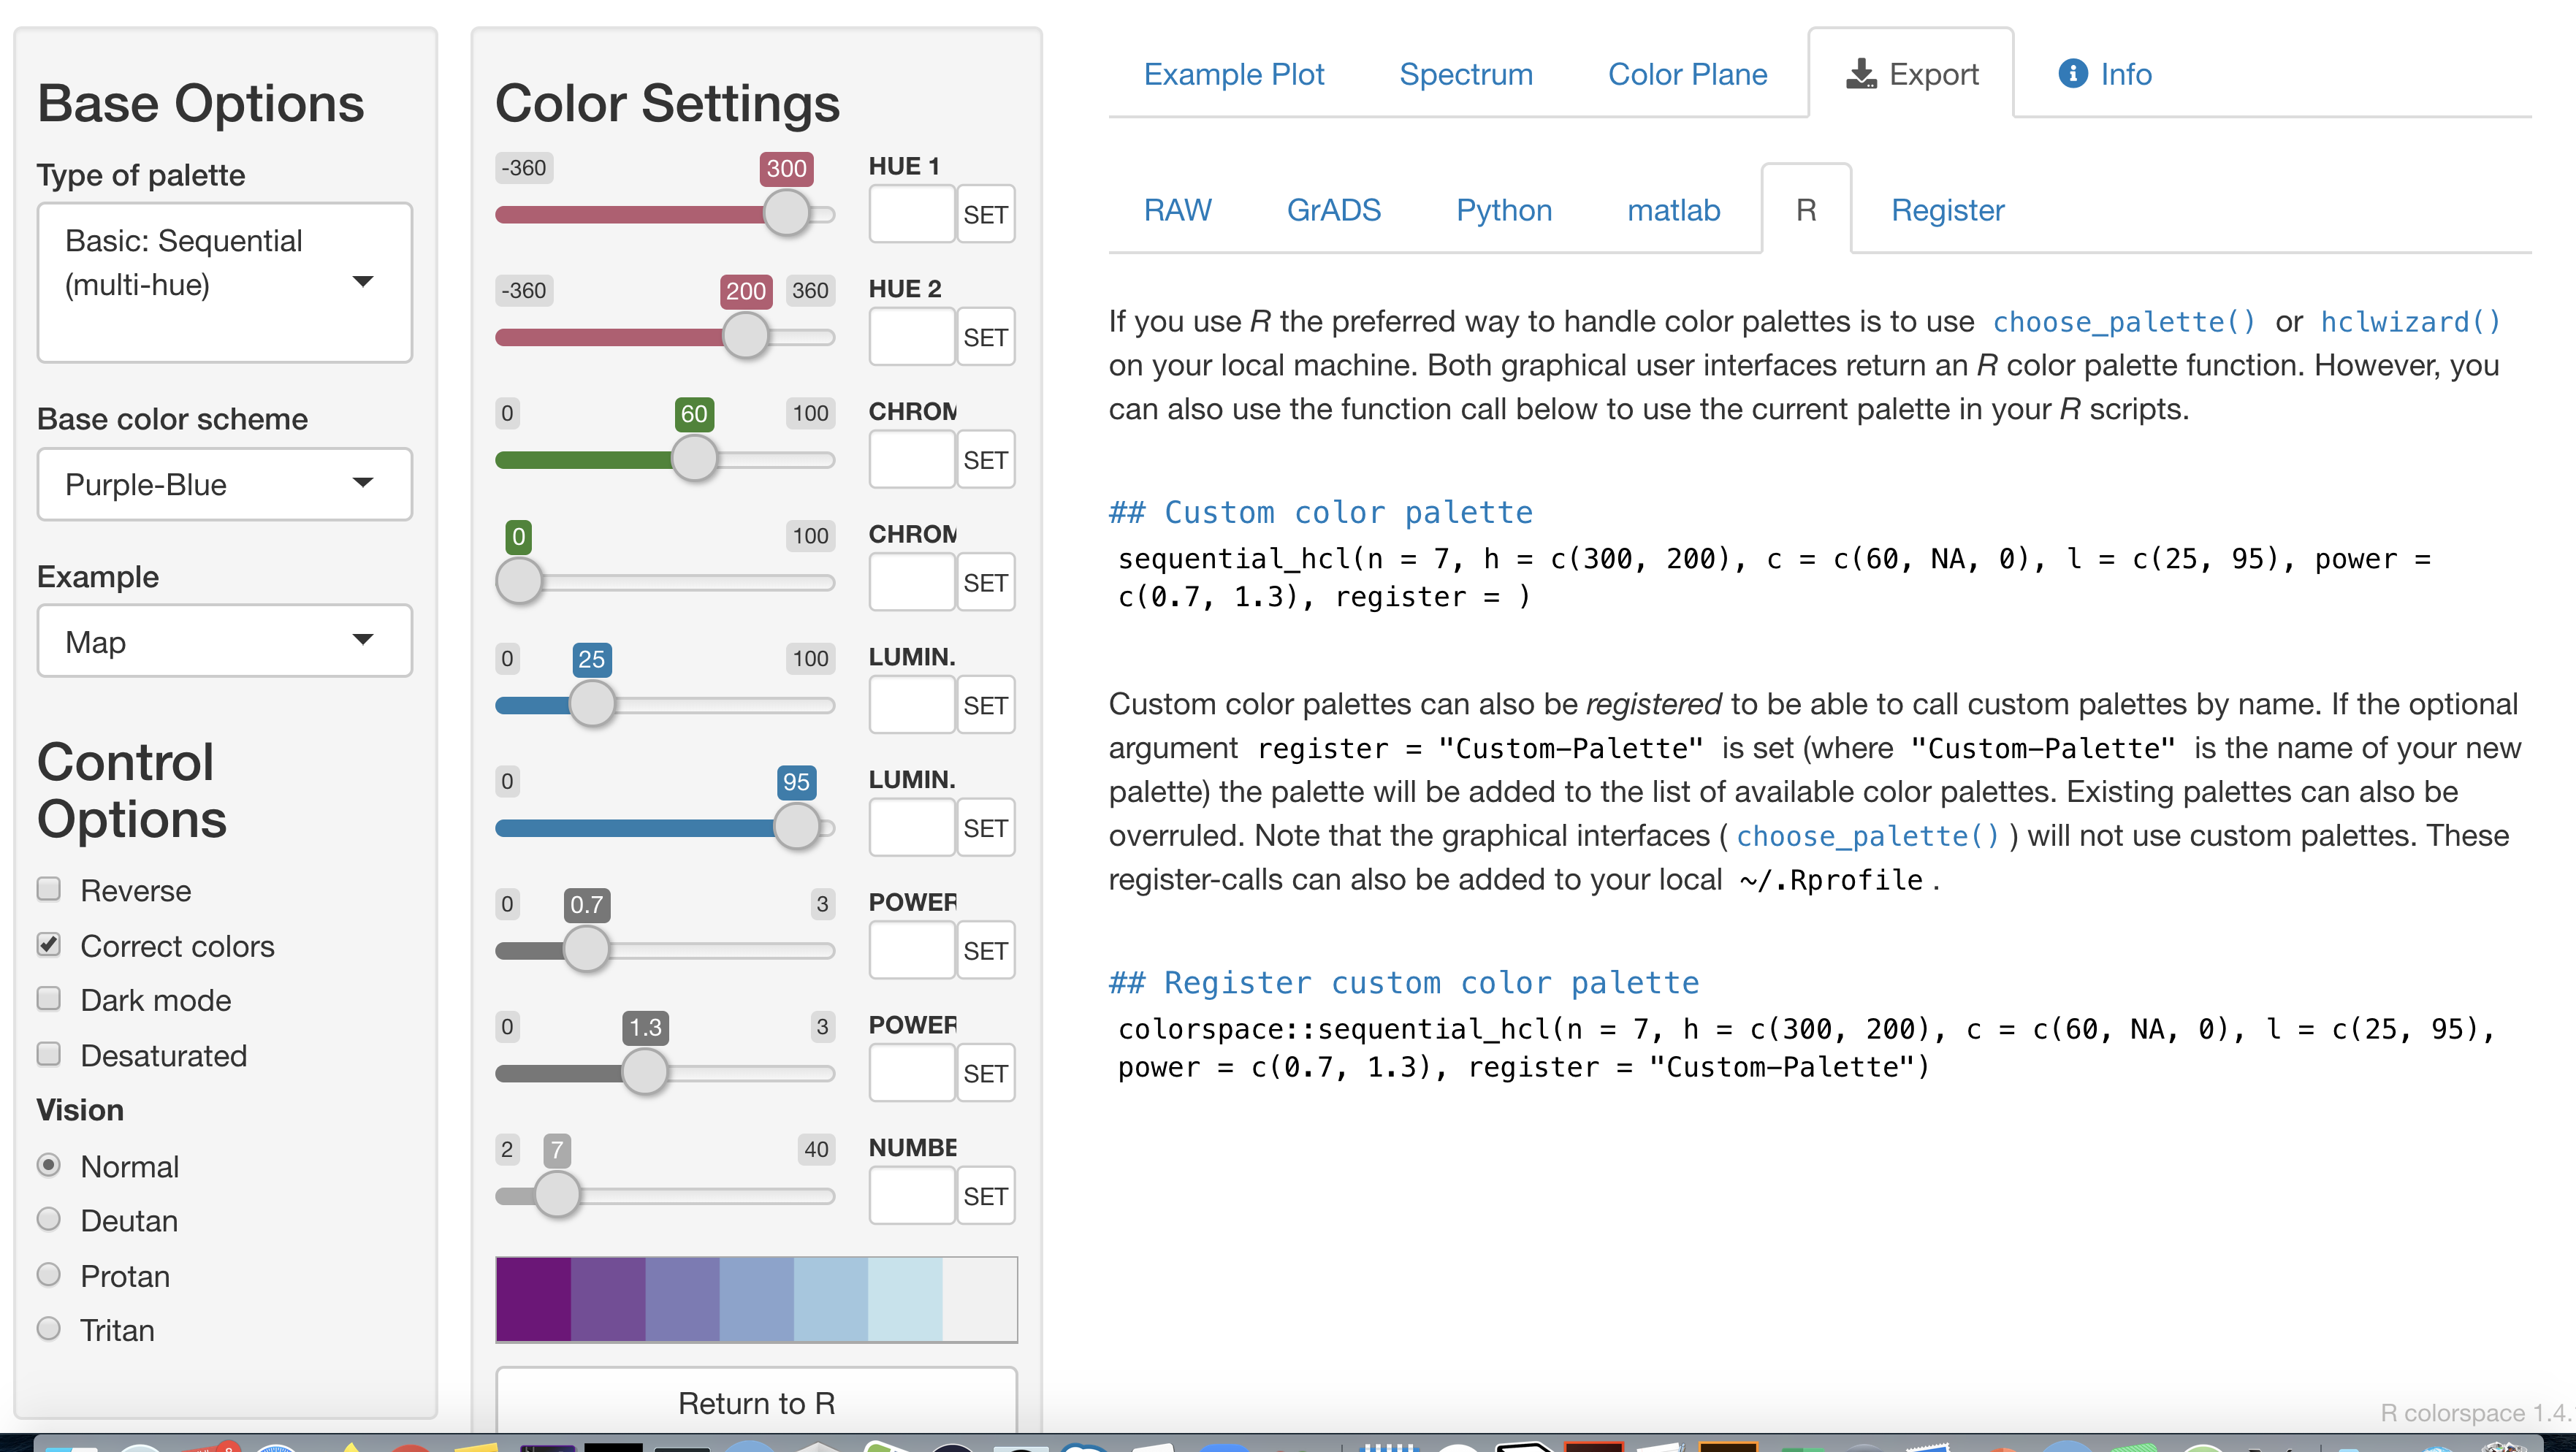 Base Options
Type of palette
Basic: Sequential
(multi-hue)
Base color scheme
Purple-Blue
Example
Map
Control
Options
Reverse
Correct colors
Dark mode
Desaturated
Vision
Normal
Deutan
Protan
Tritan
Color Settings
-360 300 HUE 1
SET
-360 200 360 HUE 2
SET
0 60 100 CHROM
SET
0 100 CHROM
SET
0 25 100 LUMIN.
SET
0 95 LUMIN.
SET
0 0.7 3 POWER
SET
0 1.3 3 POWER
SET
2 7 40 NUMBE
SET
Return to R
Example Plot Spectrum Color Plane Export Info
RAW GrADS Python matlab R Register
If you use R the preferred way to handle color palettes is to use choose_palette() or hclwizard()
on your local machine. Both graphical user interfaces return an R color palette function. However, you
can also use the function call below to use the current palette in your R scripts.
## Custom color palette
sequential_hcl(n = 7, h = c(300, 200), c = c(60, NA, 0), l = c(25, 95), power =
c(0.7, 1.3), register = )
Custom color palettes can also be registered to be able to call custom palettes by name. If the optional
argument register = "Custom-Palette" is set (where "Custom-Palette" is the name of your new
palette) the palette will be added to the list of available color palettes. Existing palettes can also be
overruled. Note that the graphical interfaces ( choose_palette() ) will not use custom palettes. These
register-calls can also be added to your local ~/.Rprofile .
## Register custom color palette
colorspace::sequential_hcl(n = 7, h = c(300, 200), c = c(60, NA, 0), l = c(25, 95),
power = c(0.7, 1.3), register = "Custom-Palette")
R colorspace 1.4.